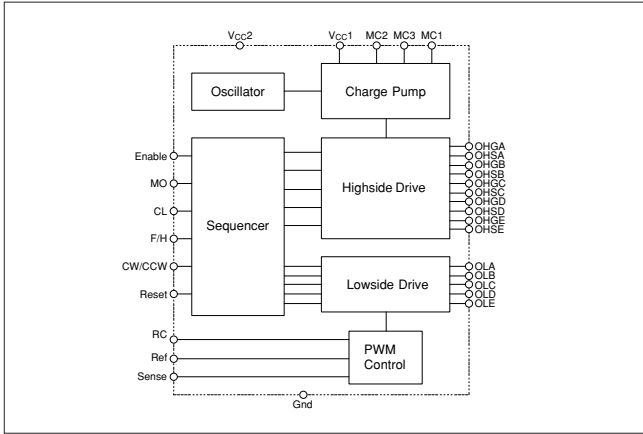 VCC2
VCC1
MC2
MC3
MC1
Oscillator
Charge Pump
Enable
MO
CL
F/H
CW/CCW
Reset
Sequencer
Highside Drive
OHGA
OHSA
OHGB
OHSB
OHGC
OHSC
OHGD
OHSD
OHGE
OHSE
Lowside Drive
OLA
OLB
OLC
OLD
OLE
RC
Ref
Sense
PWM
Control
Gnd